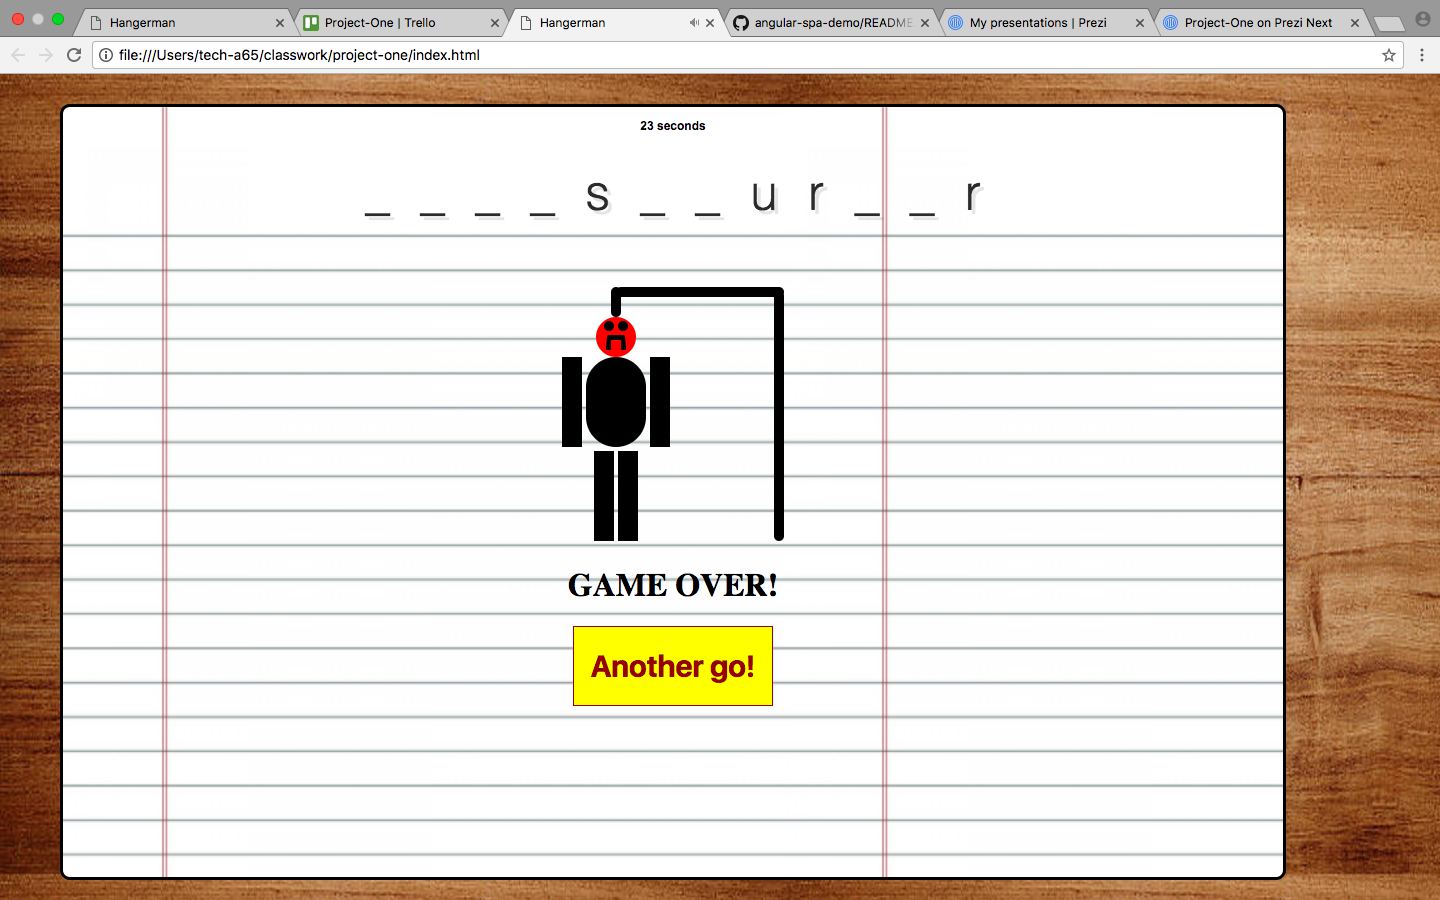 Hangerman
Project-One | Trello
Hangerman
angular-spa-demo/README
My presentations | Prezi
Project-One on Prezi Next
file:///Users/tech-a65/classwork/project-one/index.html
23 seconds
_ _ _ _ s _ _ u r _ _ r
GAME OVER!
Another go!